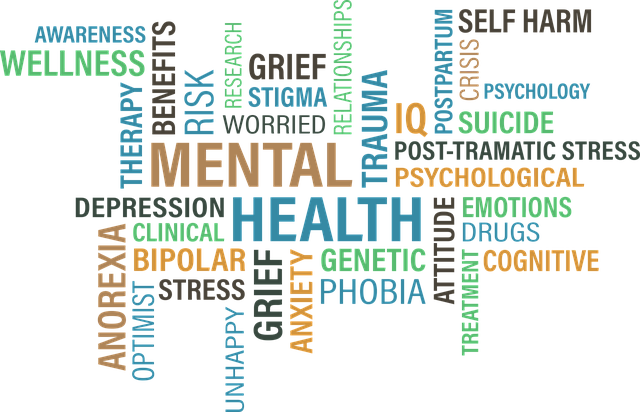 AWARENESS
WELLNESS
THERAPY
BENEFITS
RISK
RESEARCH
GRIEF
STIGMA
WORRIED
RELATIONSHIPS
TRAUMA
IQ
POSTPARTUM
SELF HARM
CRISIS
PSYCHOLOGY
SUICIDE
POST-TRAMATIC STRESS
MENTAL
PSYCHOLOGICAL
DEPRESSION
HEALTH
CLINICAL
ANOREXIA
BIPOLAR
OPTIMIST
STRESS
UNHAPPY
GRIEF
ANXIETY
GENETIC
PHOBIA
ATTITUDE
EMOTIONS
DRUGS
TREATMENT
COGNITIVE